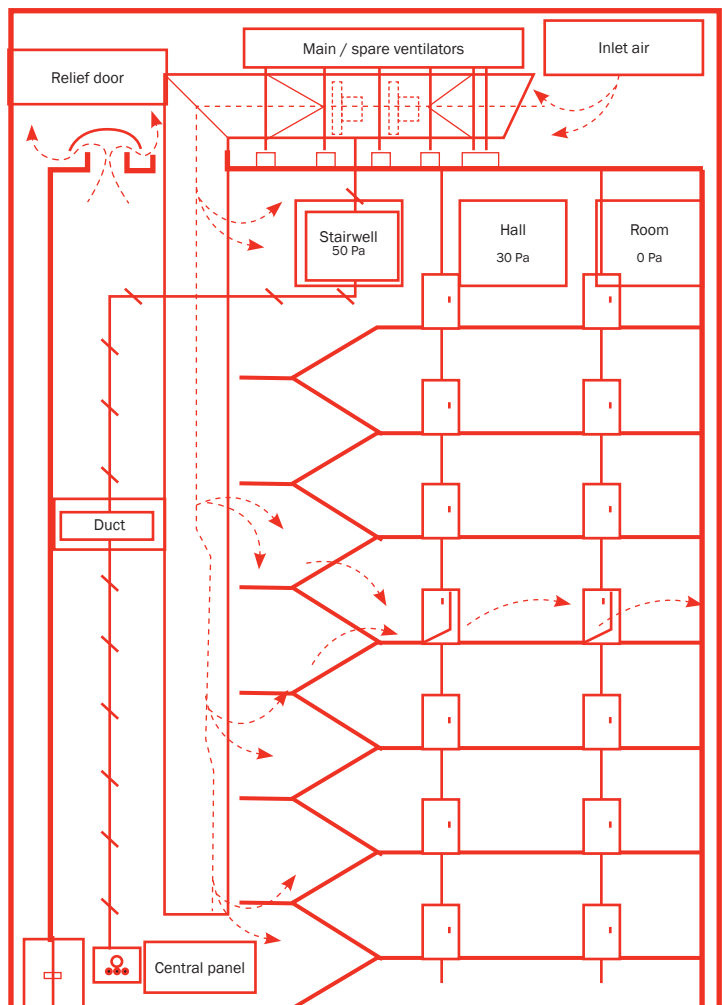 Main / spare ventilators
Inlet air
Relief door
Stairwell
50 Pa
Hall
30 Pa
Room
0 Pa
Duct
Central panel